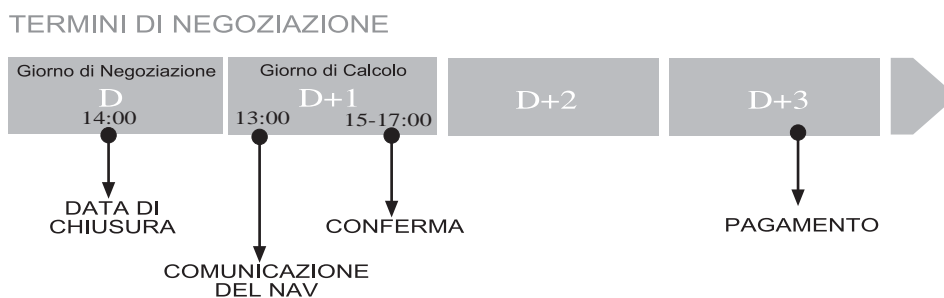 TERMINI DI NEGOZIAZIONE
Giorno di Negoziazione
D
14:00
Giorno di Calcolo
D+1
13:00 15-17:00
D+2
D+3
DATA DI
CHIUSURA
COMUNICAZIONE
DEL NAV
CONFERMA
PAGAMENTO